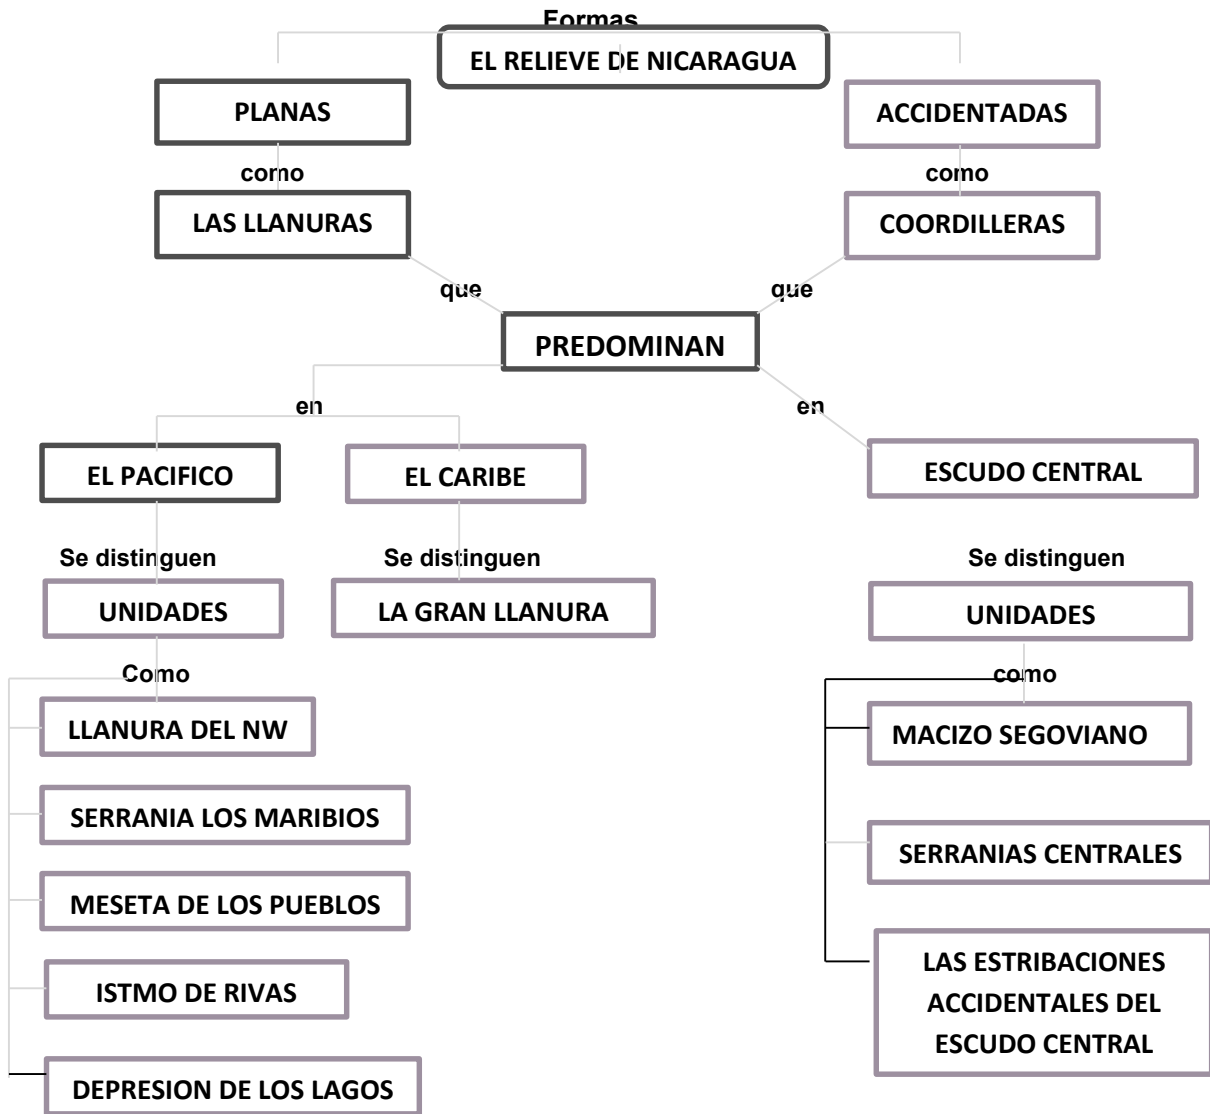 Formas
EL RELIEVE DE NICARAGUA
PLANAS
ACCIDENTADAS
como
como
LAS LLANURAS
COORDILLERAS
que
que
PREDOMINAN
en
en
EL PACIFICO
EL CARIBE
ESCUDO CENTRAL
Se distinguen
Se distinguen
Se distinguen
UNIDADES
LA GRAN LLANURA
UNIDADES
Como
como
LLANURA DEL NW
MACIZO SEGOVIANO
SERRANIA LOS MARIBIOS
SERRANIAS CENTRALES
MESETA DE LOS PUEBLOS
ISTMO DE RIVAS
LAS ESTRIBACIONES
ACCIDENTALES DEL
ESCUDO CENTRAL
DEPRESION DE LOS LAGOS